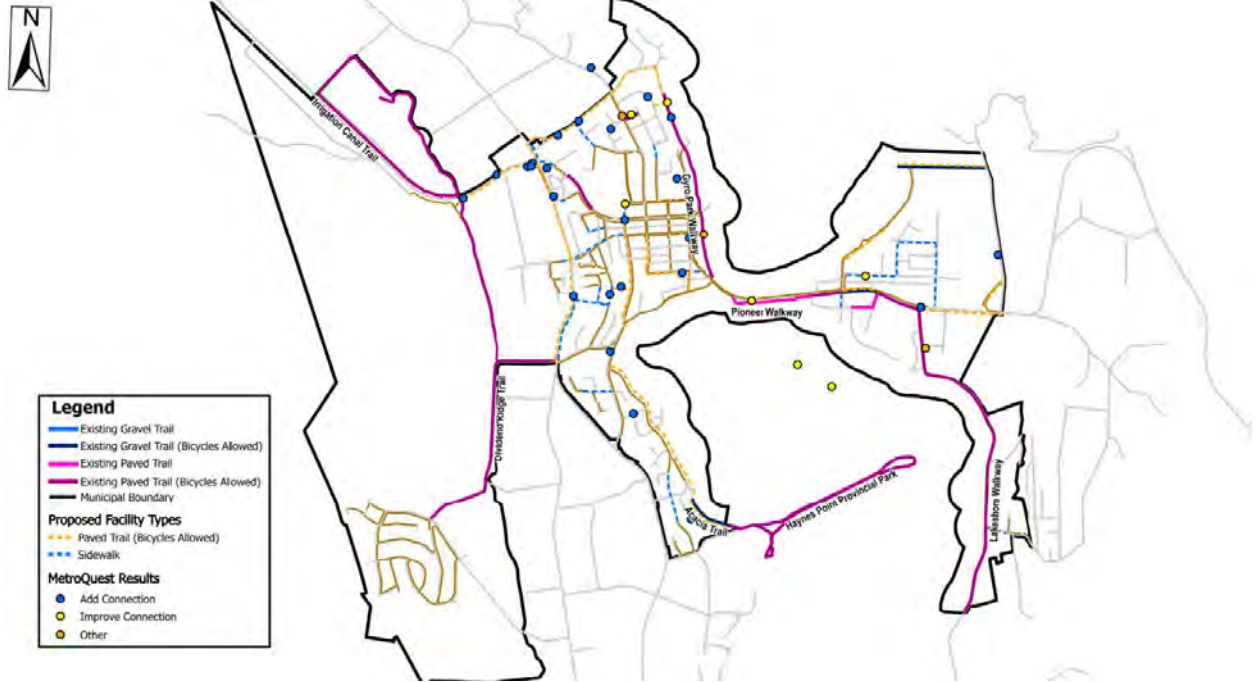 N
Irrigation Canal Trail
Gyro Park Walkway
Pioneer Walkway
Dividend Ridge Trail
Haynes Point Provincial Park
Acacia Trail
Lakeshore Walkway
Legend
Existing Gravel Trail
Existing Gravel Trail (Bicycles Allowed)
Existing Paved Trail
Existing Paved Trail (Bicycles Allowed)
Municipal Boundary
Proposed Facility Types
Paved Trail (Bicycles Allowed)
Sidewalk
MetroQuest Results
Add Connection
Improve Connection
Other